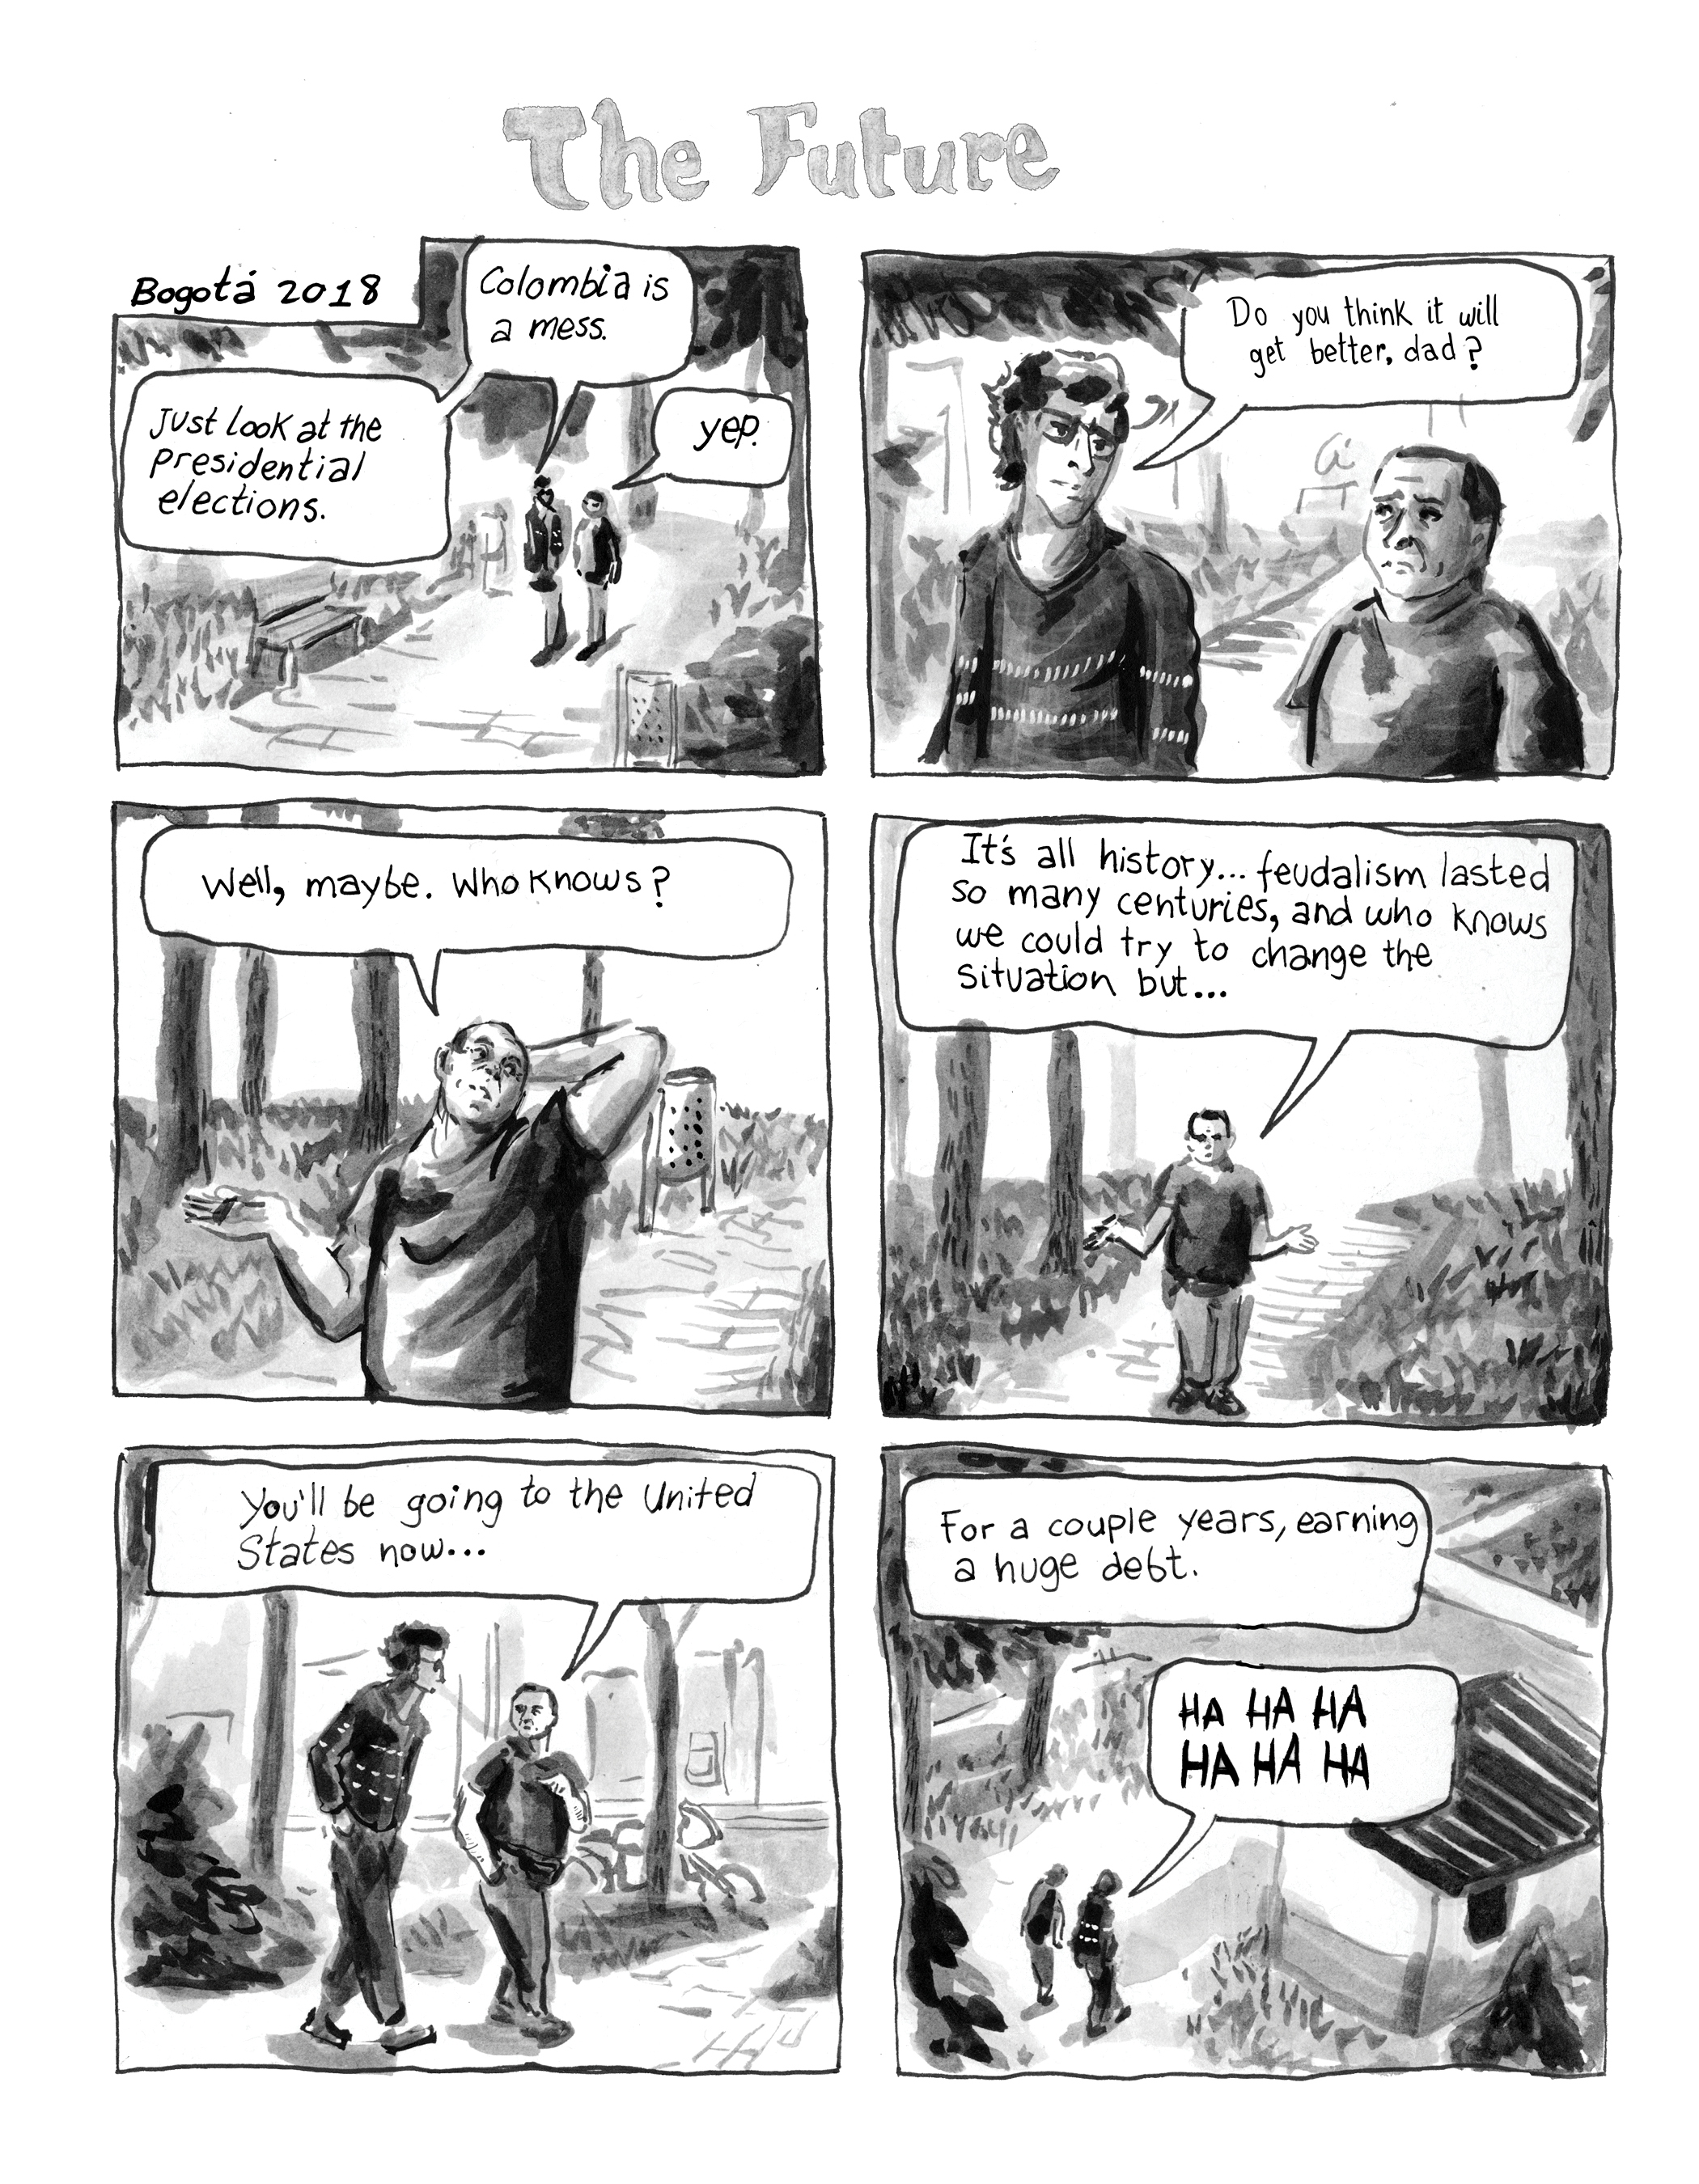 The Future
Bogotá 2018
Colombia is
a mess.
Just look at the
presidential
elections.
yep.
Do you think it will
get better, dad?
Well, maybe. Who knows?
It's all history... feudalism lasted
so many centuries, and who knows
we could try to change the
situation but...
You'll be going to the United
States now...
For a couple years, earning
a huge debt.
HA HA HA
HA HA HA